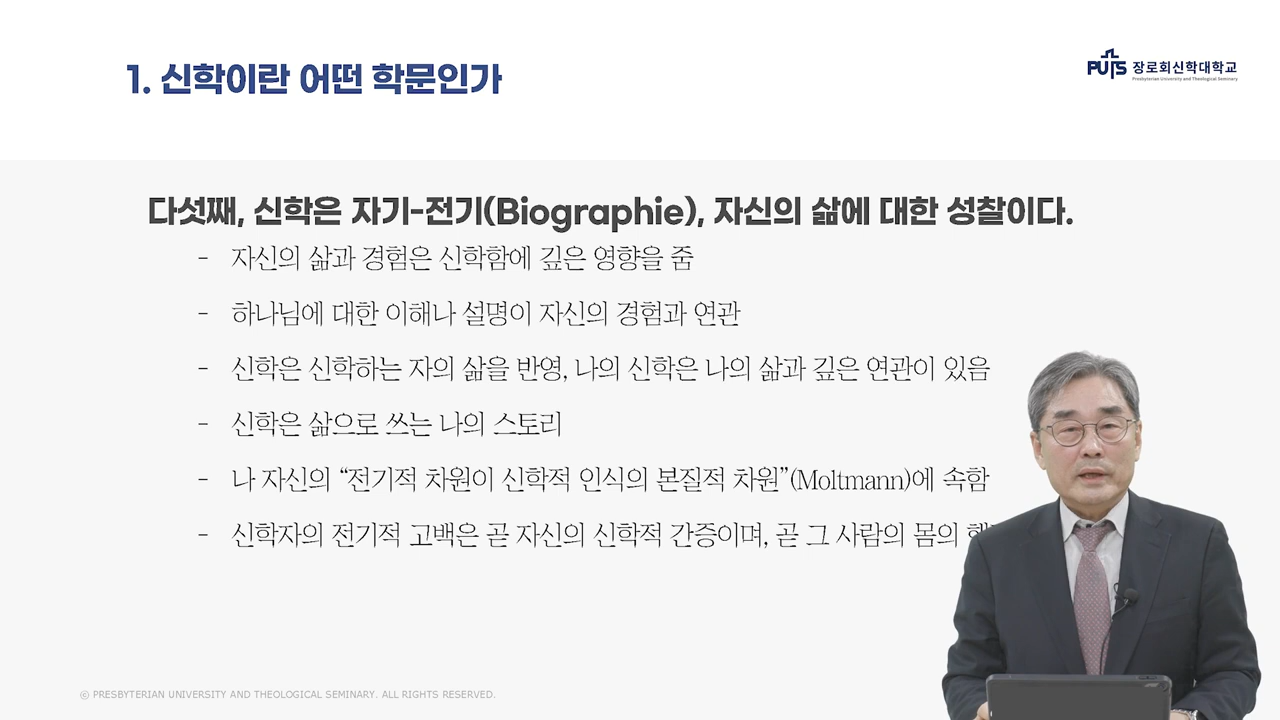 1. 신학이란 어떤 학문인가
PUTS 장로회신학대학교
Presbyterian University and Theological Seminary
다섯째, 신학은 자기-전기(Biographie), 자신의 삶에 대한 성찰이다.
- 자신의 삶과 경험은 신학함에 깊은 영향을 줌
- 하나님에 대한 이해나 설명이 자신의 경험과 연관
- 신학은 신학하는 자의 삶을 반영, 나의 신학은 나의 삶과 깊은 연관이 있음
- 신학은 삶으로 쓰는 나의 스토리
- 나 자신의 “전기적 차원이 신학적 인식의 본질적 차원”(Moltmann)에 속함
- 신학자의 전기적 고백은 곧 자신의 신학적 간증이며, 곧 그 사람의 몸의
© PRESBYTERIAN UNIVERSITY AND THEOLOGICAL SEMINARY. ALL RIGHTS RESERVED.